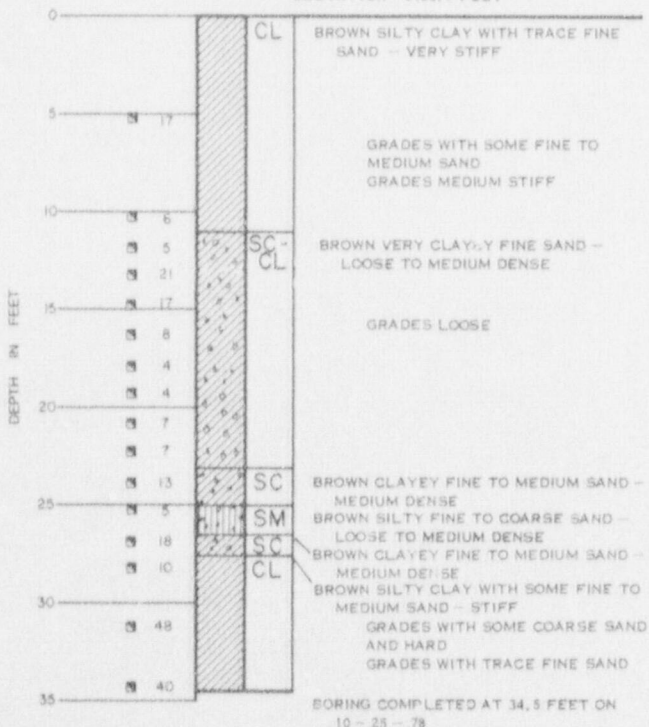 0
CL
BROWN SILTY CLAY WITH TRACE FINE
SAND - VERY STIFF
5
17
GRADES WITH SOME FINE TO
MEDIUM SAND
GRADES MEDIUM STIFF
10
6
SC-
CL
BROWN VERY CLAYEY FINE SAND -
LOOSE TO MEDIUM DENSE
5
21
17
15
GRADES LOOSE
8
4
4
DEPTH IN FEET
20
7
7
13
SC
BROWN CLAYEY FINE TO MEDIUM SAND -
MEDIUM DENSE
25
5
SM
BROWN SILTY FINE TO COARSE SAND -
LOOSE TO MEDIUM DENSE
18
SC
BROWN CLAYEY FINE TO MEDIUM SAND -
MEDIUM DENSE
10
CL
BROWN SILTY CLAY WITH SOME FINE TO
MEDIUM SAND - STIFF
30
48
GRADES WITH SOME COARSE SAND
AND HARD
GRADES WITH TRACE FINE SAND
40
35
BORING COMPLETED AT 34.5 FEET ON
10 - 25 - 78